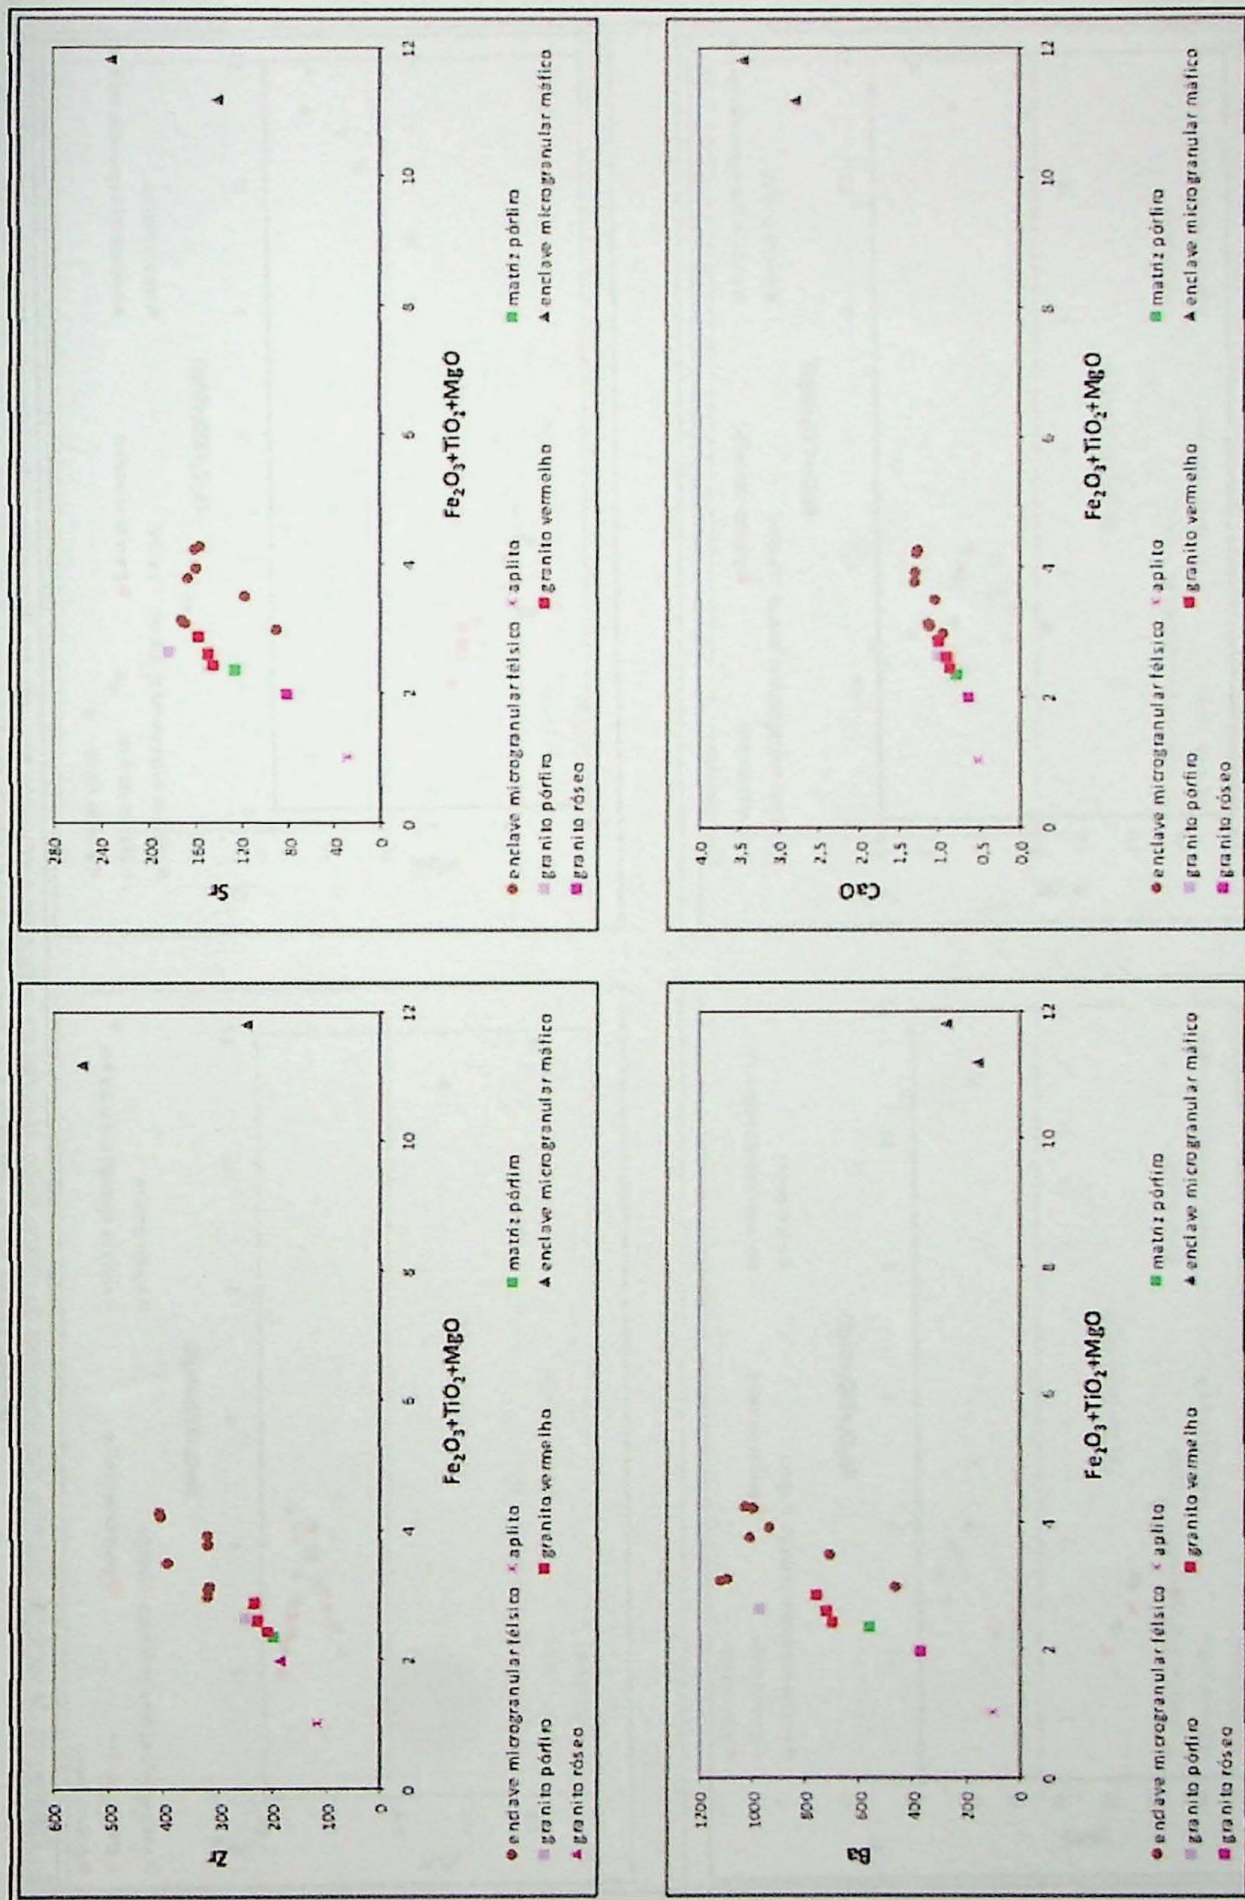 Zr
600
500
400
300
200
100
0
0 2 4 6 8 10 12
Fe₂O₃+TiO₂+MgO
enclave microgranular félsico
aplito
matriz pórfiro
granito pórfiro
granito vermelho
enclave microgranular máfico
granito róseo
Sr
280
240
200
160
120
80
40
0
0 2 4 6 8 10 12
Fe₂O₃+TiO₂+MgO
enclave microgranular félsico
aplito
matriz pórfiro
granito pórfiro
granito vermelho
enclave microgranular máfico
granito róseo
Ba
1200
1000
800
600
400
200
0
0 2 4 6 8 10 12
Fe₂O₃+TiO₂+MgO
enclave microgranular félsico
aplito
matriz pórfiro
granito pórfiro
granito vermelho
enclave microgranular máfico
granito róseo
CaO
4.0
3.5
3.0
2.5
2.0
1.5
1.0
0.5
0.0
0 2 4 6 8 10 12
Fe₂O₃+TiO₂+MgO
enclave microgranular félsico
aplito
matriz pórfiro
granito pórfiro
granito vermelho
enclave microgranular máfico
granito róseo